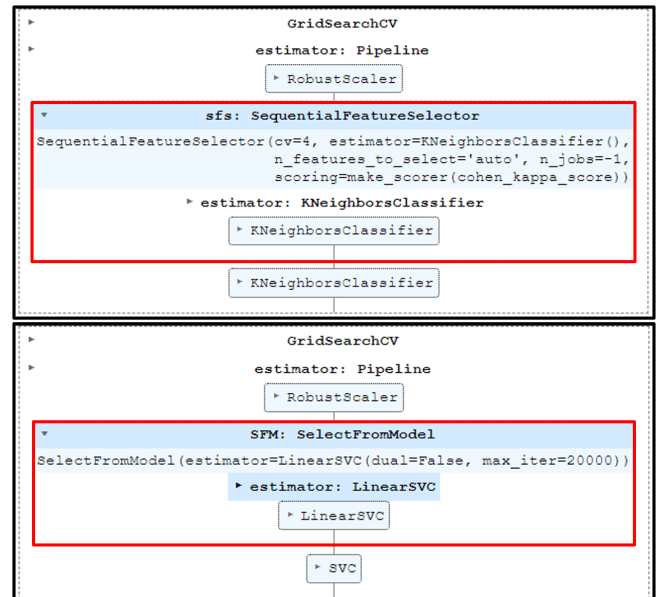 GridSearchCV
estimator: Pipeline
RobustScaler
sfs: SequentialFeatureSelector
SequentialFeatureSelector(cv=4, estimator=KNeighborsClassifier(),
n_features_to_select='auto', n_jobs=-1,
scoring=make_scorer(cohen_kappa_score))
estimator: KNeighborsClassifier
KNeighborsClassifier
KNeighborsClassifier
GridSearchCV
estimator: Pipeline
RobustScaler
SFM: SelectFromModel
SelectFromModel(estimator=LinearSVC(dual=False, max_iter=20000))
estimator: LinearSVC
LinearSVC
SVC